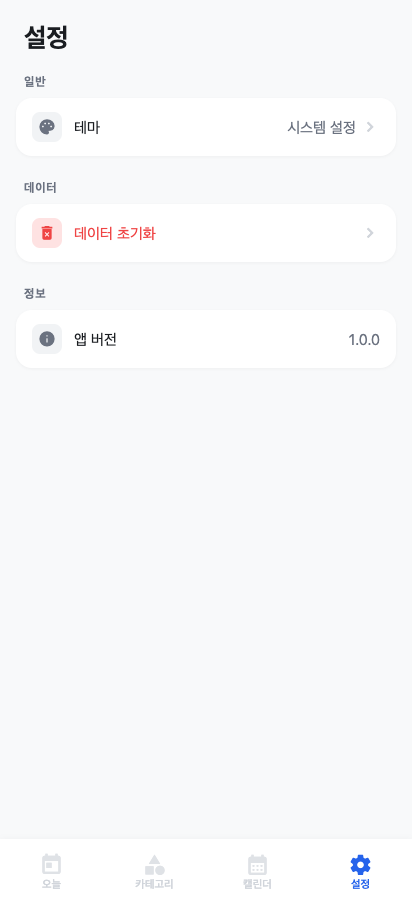 설정
일반
테마 시스템 설정
데이터
데이터 초기화
정보
앱 버전 1.0.0
오늘 카테고리 캘린더 설정